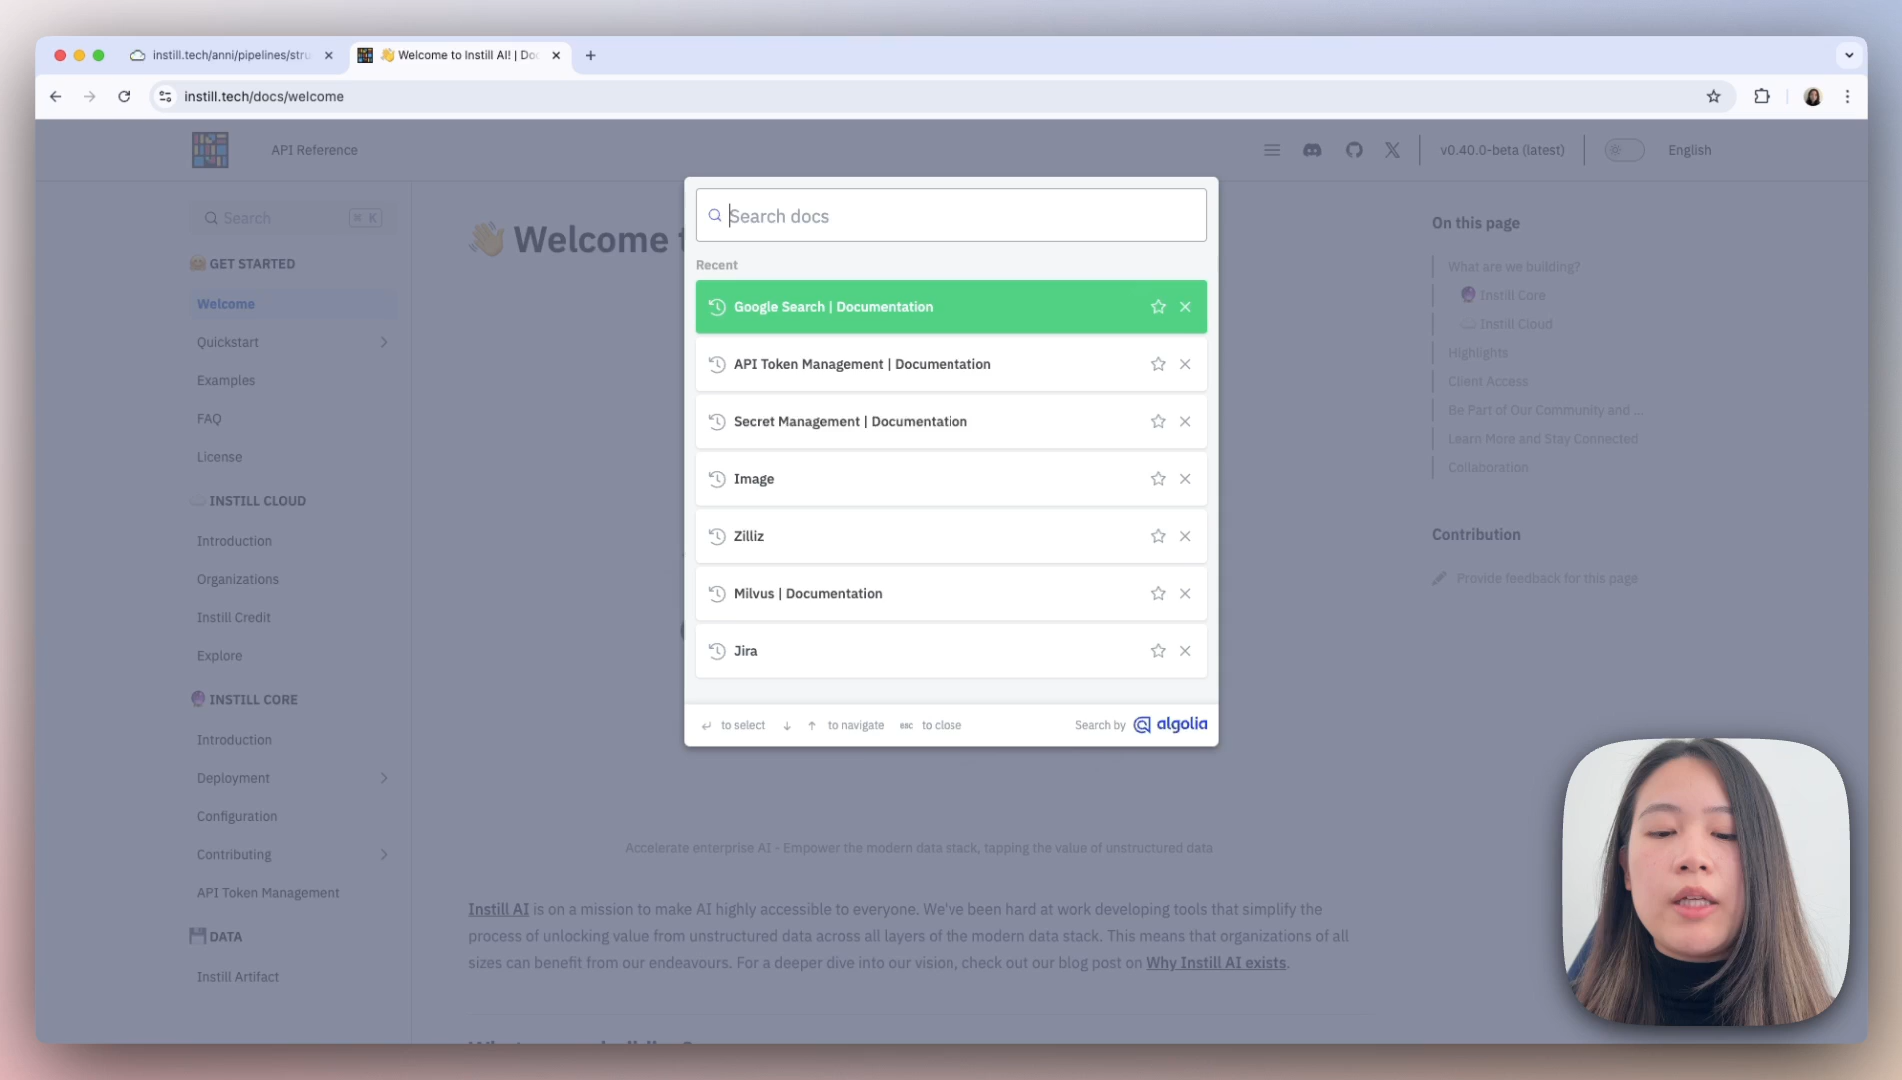 instill.tech/anni/pipelines/stru
👋 Welcome to Instill AI! | Doc
instill.tech/docs/welcome
API Reference
v0.40.0-beta (latest)
English
Search
⌘ K
🤗 GET STARTED
Welcome
Quickstart
Examples
FAQ
License
☁️ INSTILL CLOUD
Introduction
Organizations
Instill Credit
Explore
🔮 INSTILL CORE
Introduction
Deployment
Configuration
Contributing
API Token Management
💾 DATA
Instill Artifact
👋 Welcome
Search docs
Recent
Google Search | Documentation
API Token Management | Documentation
Secret Management | Documentation
Image
Zilliz
Milvus | Documentation
Jira
to select
to navigate
esc to close
Search by algolia
Accelerate enterprise AI - Empower the modern data stack, tapping the value of unstructured data
Instill AI is on a mission to make AI highly accessible to everyone. We've been hard at work developing tools that simplify the
process of unlocking value from unstructured data across all layers of the modern data stack. This means that organizations of all
sizes can benefit from our endeavours. For a deeper dive into our vision, check out our blog post on Why Instill AI exists.
On this page
What are we building?
🔮 Instill Core
☁️ Instill Cloud
Highlights
Client Access
Be Part of Our Community and ...
Learn More and Stay Connected
Collaboration
Contribution
Provide feedback for this page